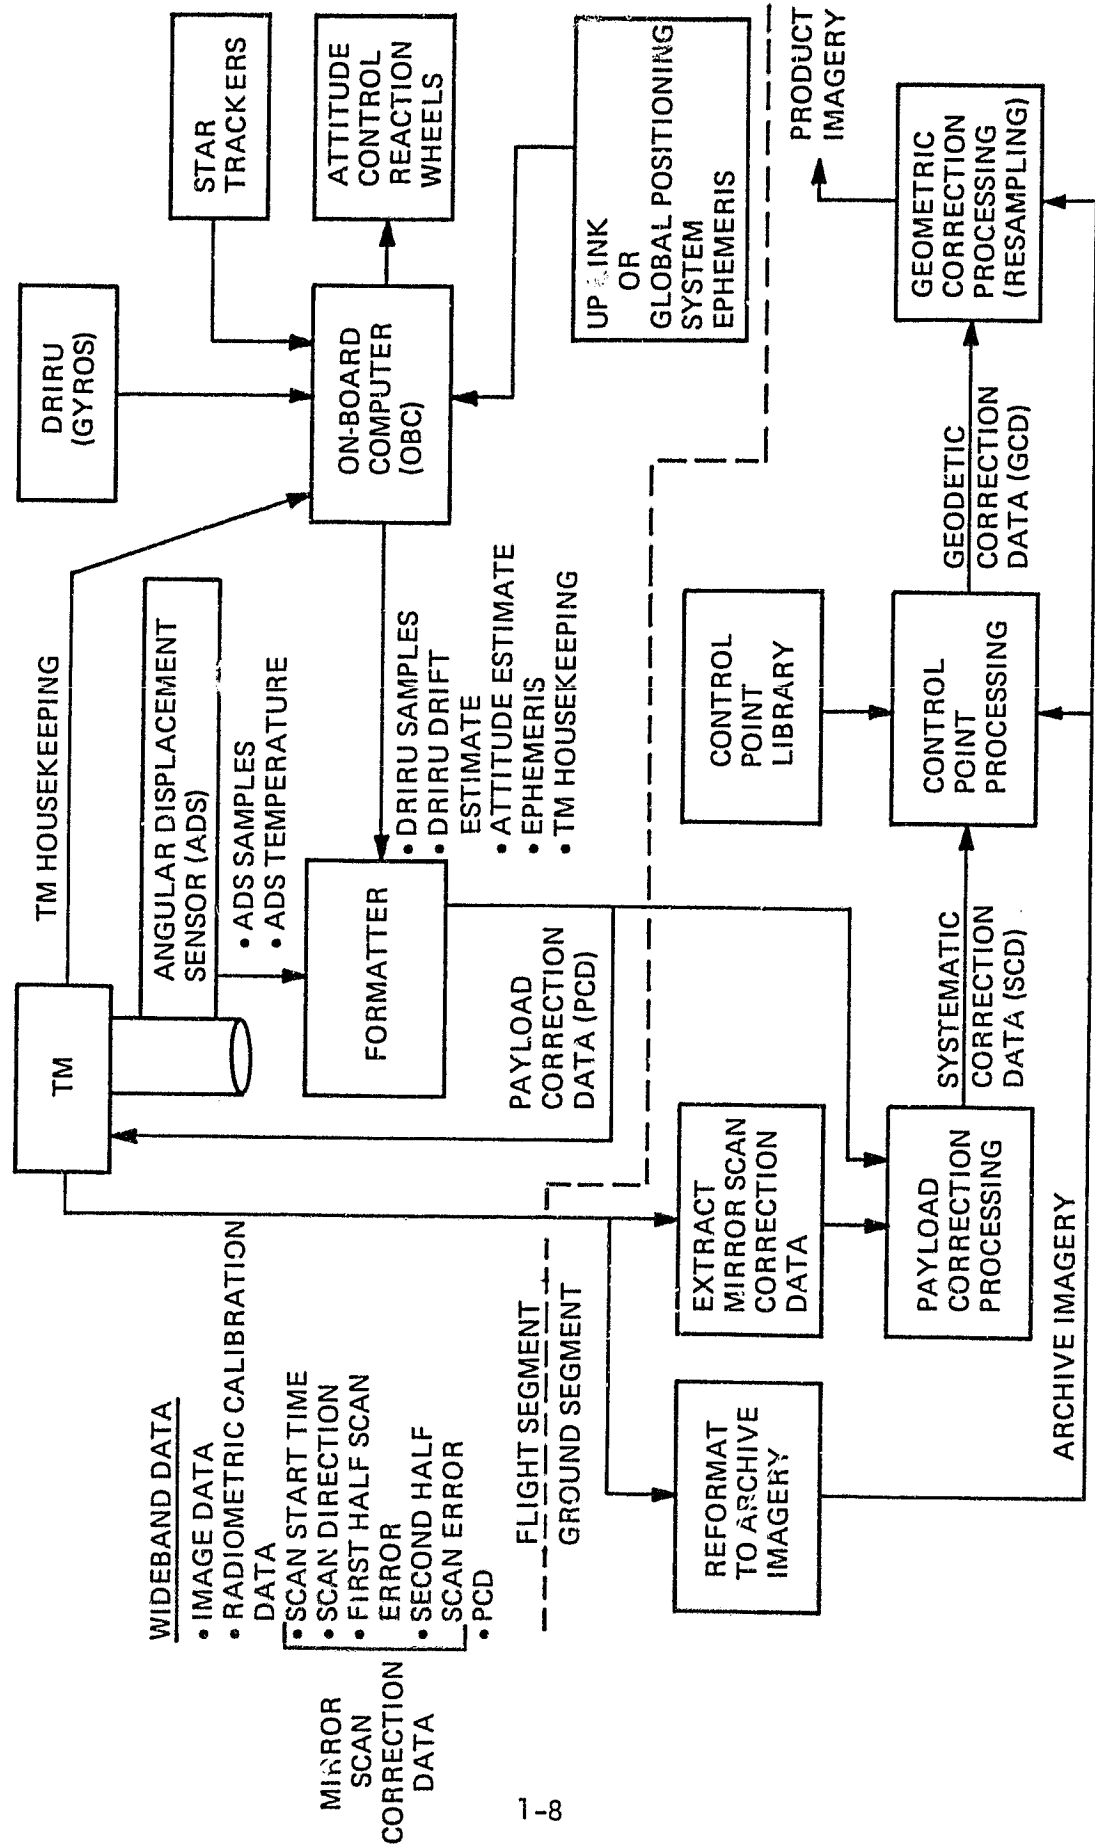 WIDEBAND DATA
• IMAGE DATA
• RADIOMETRIC CALIBRATION
DATA
• SCAN START TIME
• SCAN DIRECTION
• FIRST HALF SCAN
ERROR
• SECOND HALF
SCAN ERROR
• PCD
MIRROR
SCAN
CORRECTION
DATA
TM
TM HOUSEKEEPING
ANGULAR DISPLACEMENT
SENSOR (ADS)
• ADS SAMPLES
• ADS TEMPERATURE
FORMATTER
PAYLOAD
CORRECTION
DATA (PCD)
DRIRU
(GYROS)
STAR
TRACKERS
ON-BOARD
COMPUTER
(OBC)
ATTITUDE
CONTROL
REACTION
WHEELS
• DRIRU SAMPLES
• DRIRU DRIFT
ESTIMATE
• ATTITUDE ESTIMATE
• EPHEMERIS
• TM HOUSEKEEPING
UP LINK
OR
GLOBAL POSITIONING
SYSTEM
EPHEMERIS
FLIGHT SEGMENT
GROUND SEGMENT
REFORMAT
TO ARCHIVE
IMAGERY
EXTRACT
MIRROR SCAN
CORRECTION
DATA
PAYLOAD
CORRECTION
PROCESSING
SYSTEMATIC
CORRECTION
DATA (SCD)
CONTROL
POINT
LIBRARY
CONTROL
POINT
PROCESSING
GEODETIC
CORRECTION
DATA (GCD)
GEOMETRIC
CORRECTION
PROCESSING
(RESAMPLING)
PRODUCT
IMAGERY
ARCHIVE IMAGERY
1-8